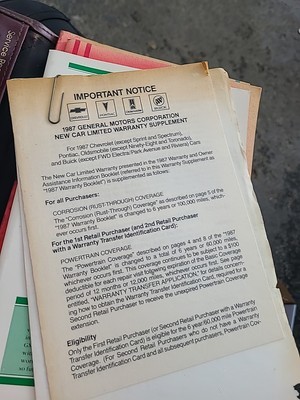 Service R
IMPORTANT NOTICE
CHEVROLET PONTIAC OLDSMOBILE BUICK
1987 GENERAL MOTORS CORPORATION
NEW CAR LIMITED WARRANTY SUPPLEMENT
For 1987 Chevrolet (except Sprint and Spectrum),
Pontiac, Oldsmobile (except Ninety-Eight and Toronado),
and Buick (except FWD Electra/Park Avenue and Riviera) Cars
The New Car Limited Warranty presented in the 1987 Warranty and Owner
Assistance Information Booklet (referred to in this Warranty Supplement as
"1987 Warranty Booklet") is supplemented as follows:
For all Purchasers:
CORROSION (RUST-THROUGH) COVERAGE
The "Corrosion (Rust-Through) Coverage" as described on page 5 of the
"1987 Warranty Booklet" is changed to 6 years or 100,000 miles, which-
ever occurs first.
For the 1st Retail Purchaser (and 2nd Retail Purchaser
with a Warranty Transfer Identification Card):
POWERTRAIN COVERAGE
The "Powertrain Coverage" described on pages 4 and 8 of the "1987
Warranty Booklet" is changed to a total of 6 years or 60,000 miles,
whichever occurs first. This coverage continues to be subject to a $100
deductible for each repair visit following expiration of the Basic Coverage
period of 12 months or 12,000 miles, whichever occurs first. See page
entitled, "WARRANTY TRANSFER APPLICATION," for details concern-
ing how to obtain the Warranty Transfer Identification Card, required for a
Second Retail Purchaser to receive the unexpired Powertrain Coverage
extension.
Eligibility
Only the First Retail Purchaser (or Second Retail Purchaser with a Warranty
Transfer Identification Card) is eligible for the 6 year/60,000 mile Powertrain
Coverage. (For Second Retail Purchasers who do not have a Warranty
Transfer Identification Card and all subsequent purchasers, Powertrain Cov-